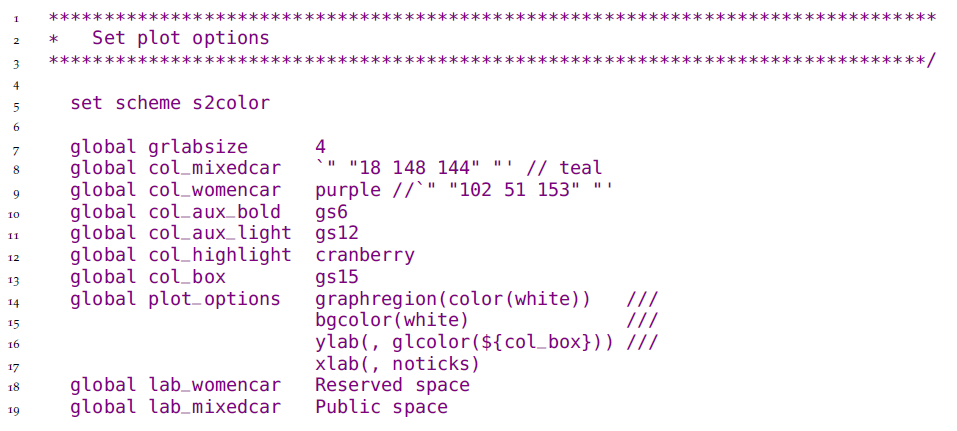 1 ********************************************************************************
2 *   Set plot options
3 *******************************************************************************/
4
5   set scheme s2color
6
7   global grlabsize      4
8   global col_mixedcar   `" "18 148 144" "' // teal
9   global col_womencar   purple //`" "102 51 153" "'
10   global col_aux_bold   gs6
11   global col_aux_light  gs12
12   global col_highlight  cranberry
13   global col_box        gs15
14   global plot_options   graphregion(color(white))   ///
15                         bgcolor(white)              ///
16                         ylab(, glcolor(${col_box})) ///
17                         xlab(, noticks)
18   global lab_womencar   Reserved space
19   global lab_mixedcar   Public space